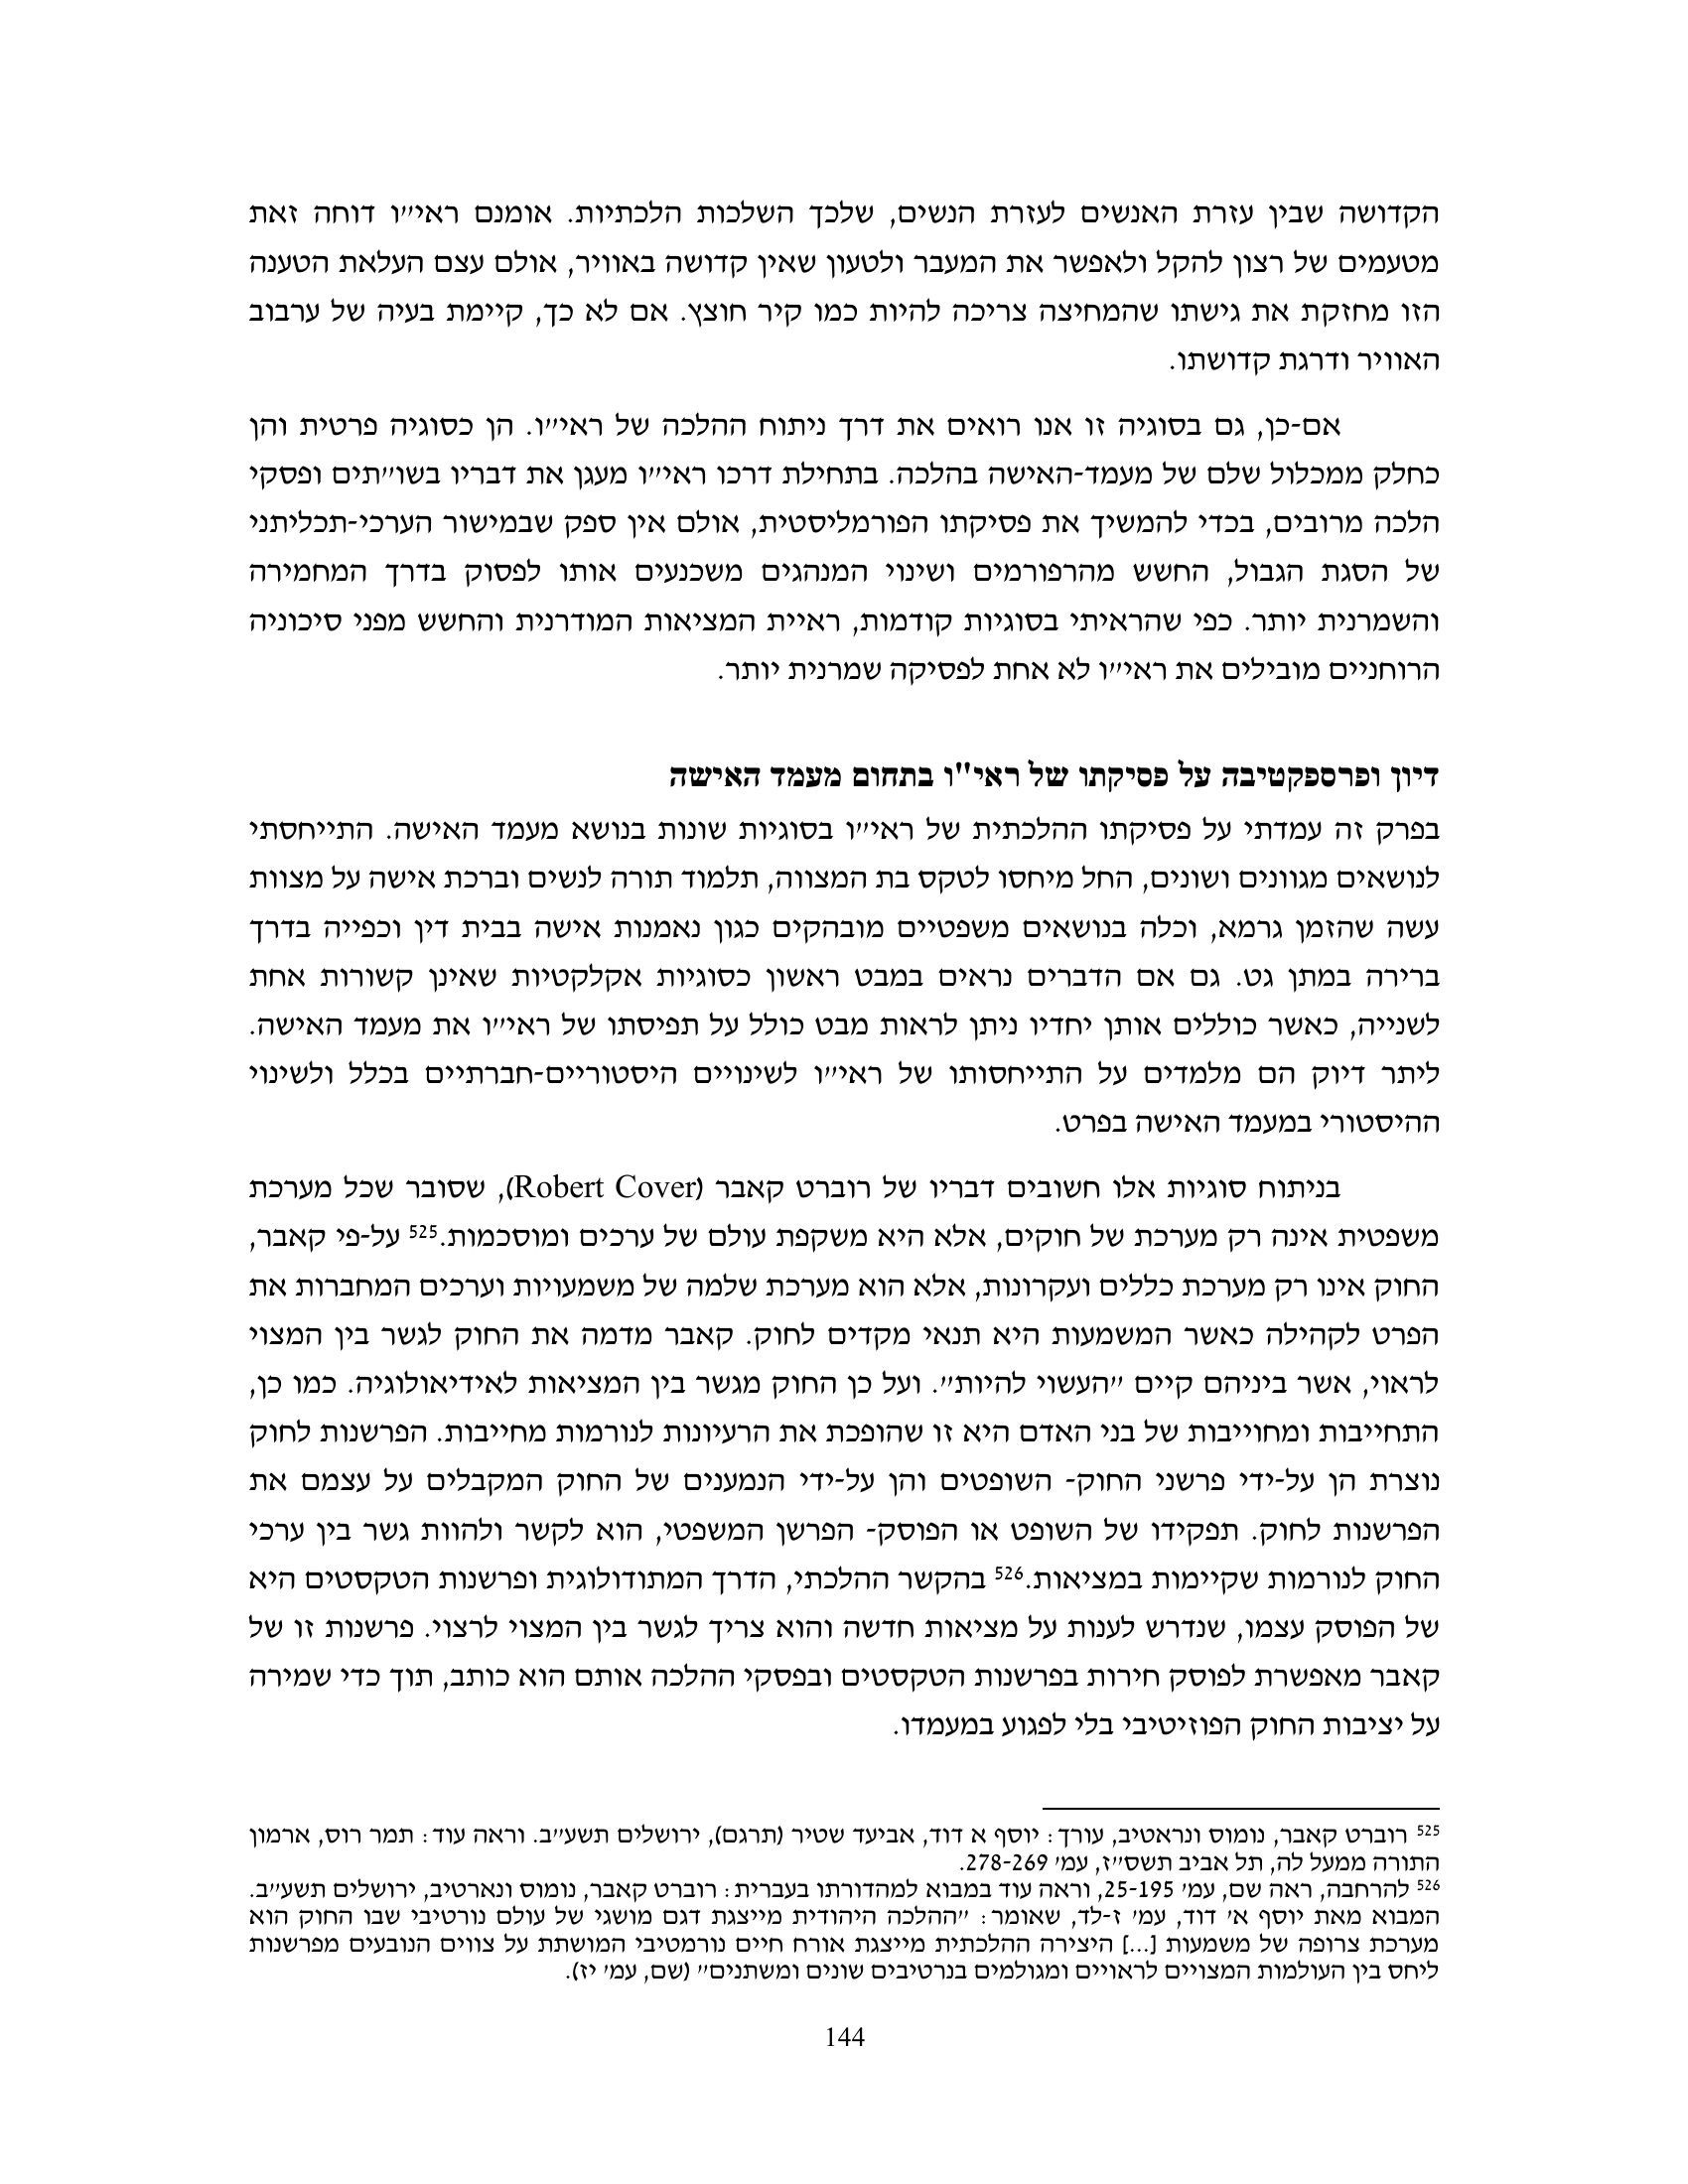 הקדושה שבין עזרת האנשים לעזרת הנשים, שלכך השלכות הלכתיות. אומנם ראי״ו דוחה זאת
מטעמים של רצון להקל ולאפשר את המעבר ולטעון שאין קדושה באוויר, אולם עצם העלאת הטענה
הזו מחזקת את גישתו שהמחיצה צריכה להיות כמו קיר חוצץ. אם לא כך, קיימת בעיה של ערבוב
האוויר ודרגת קדושתו.
אם-כן, גם בסוגיה זו אנו רואים את דרך ניתוח ההלכה של ראי״ו. הן כסוגיה פרטית והן
כחלק ממכלול שלם של מעמד-האישה בהלכה. בתחילת דרכו ראי״ו מעגן את דבריו בשו״תים ופסקי
הלכה מרובים, בכדי להמשיך את פסיקתו הפורמליסטית, אולם אין ספק שבמישור הערכי-תכליתני
של הסגת הגבול, החשש מהרפורמים ושינוי המנהגים משכנעים אותו לפסוק בדרך המחמירה
והשמרנית יותר. כפי שהראיתי בסוגיות קודמות, ראיית המציאות המודרנית והחשש מפני סיכוניה
הרוחניים מובילים את ראי״ו לא אחת לפסיקה שמרנית יותר.
דיון ופרספקטיבה על פסיקתו של ראי"ו בתחום מעמד האישה
בפרק זה עמדתי על פסיקתו ההלכתית של ראי״ו בסוגיות שונות בנושא מעמד האישה. התייחסתי
לנושאים מגוונים ושונים, החל מיחסו לטקס בת המצווה, תלמוד תורה לנשים וברכת אישה על מצוות
עשה שהזמן גרמא, וכלה בנושאים משפטיים מובהקים כגון נאמנות אישה בבית דין וכפייה בדרך
ברירה במתן גט. גם אם הדברים נראים במבט ראשון כסוגיות אקלקטיות שאינן קשורות אחת
לשנייה, כאשר כוללים אותן יחדיו ניתן לראות מבט כולל על תפיסתו של ראי״ו את מעמד האישה.
ליתר דיוק הם מלמדים על התייחסותו של ראי״ו לשינויים היסטוריים-חברתיים בכלל ולשינוי
ההיסטורי במעמד האישה בפרט.
בניתוח סוגיות אלו חשובים דבריו של רוברט קאבר (Robert Cover), שסובר שכל מערכת
משפטית אינה רק מערכת של חוקים, אלא היא משקפת עולם של ערכים ומוסכמות.525 על-פי קאבר,
החוק אינו רק מערכת כללים ועקרונות, אלא הוא מערכת שלמה של משמעויות וערכים המחברות את
הפרט לקהילה כאשר המשמעות היא תנאי מקדים לחוק. קאבר מדמה את החוק לגשר בין המצוי
לראוי, אשר ביניהם קיים ״העשוי להיות״. ועל כן החוק מגשר בין המציאות לאידיאולוגיה. כמו כן,
התחייבות ומחוייבות של בני האדם היא זו שהופכת את הרעיונות לנורמות מחייבות. הפרשנות לחוק
נוצרת הן על-ידי פרשני החוק- השופטים והן על-ידי הנמענים של החוק המקבלים על עצמם את
הפרשנות לחוק. תפקידו של השופט או הפוסק- הפרשן המשפטי, הוא לקשר ולהוות גשר בין ערכי
החוק לנורמות שקיימות במציאות.526 בהקשר ההלכתי, הדרך המתודולוגית ופרשנות הטקסטים היא
של הפוסק עצמו, שנדרש לענות על מציאות חדשה והוא צריך לגשר בין המצוי לרצוי. פרשנות זו של
קאבר מאפשרת לפוסק חירות בפרשנות הטקסטים ובפסקי ההלכה אותם הוא כותב, תוך כדי שמירה
על יציבות החוק הפוזיטיבי בלי לפגוע במעמדו.
525 רוברט קאבר, נומוס ונראטיב, עורך: יוסף א דוד, אביעד שטיר (תרגם), ירושלים תשע״ב. וראה עוד: תמר רוס, ארמון
התורה ממעל לה, תל אביב תשס״ז, עמ׳ 278-269.
526 להרחבה, ראה שם, עמ׳ 25-195, וראה עוד במבוא למהדורתו בעברית: רוברט קאבר, נומוס ונארטיב, ירושלים תשע״ב.
המבוא מאת יוסף א׳ דוד, עמ׳ ז-לד, שאומר: ״ההלכה היהודית מייצגת דגם מושגי של עולם נורטיבי שבו החוק הוא
מערכת צרופה של משמעות [...] היצירה ההלכתית מייצגת אורח חיים נורמטיבי המושתת על צווים הנובעים מפרשנות
ליחס בין העולמות המצויים לראויים ומגולמים בנרטיבים שונים ומשתנים״ (שם, עמ׳ יז).
144